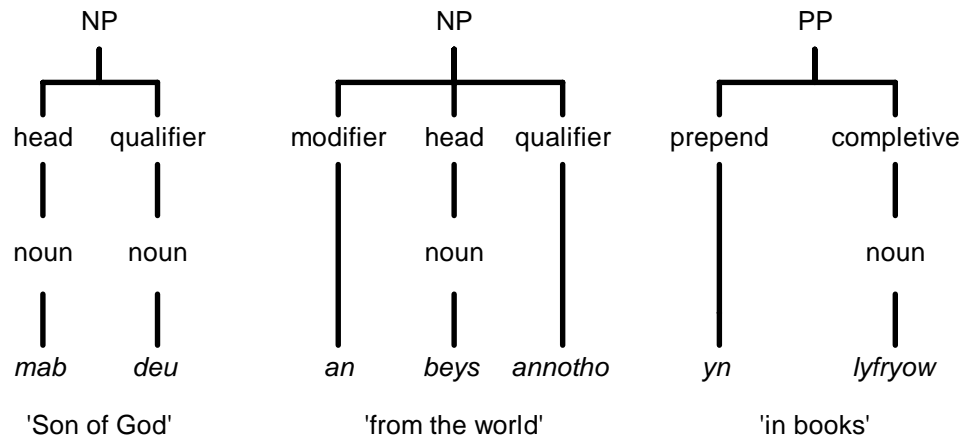 NP NP PP
head qualifier modifier head qualifier prepend completive
noun noun noun noun
mab deu an beys annotho yn lyfryow
'Son of God' 'from the world' 'in books'